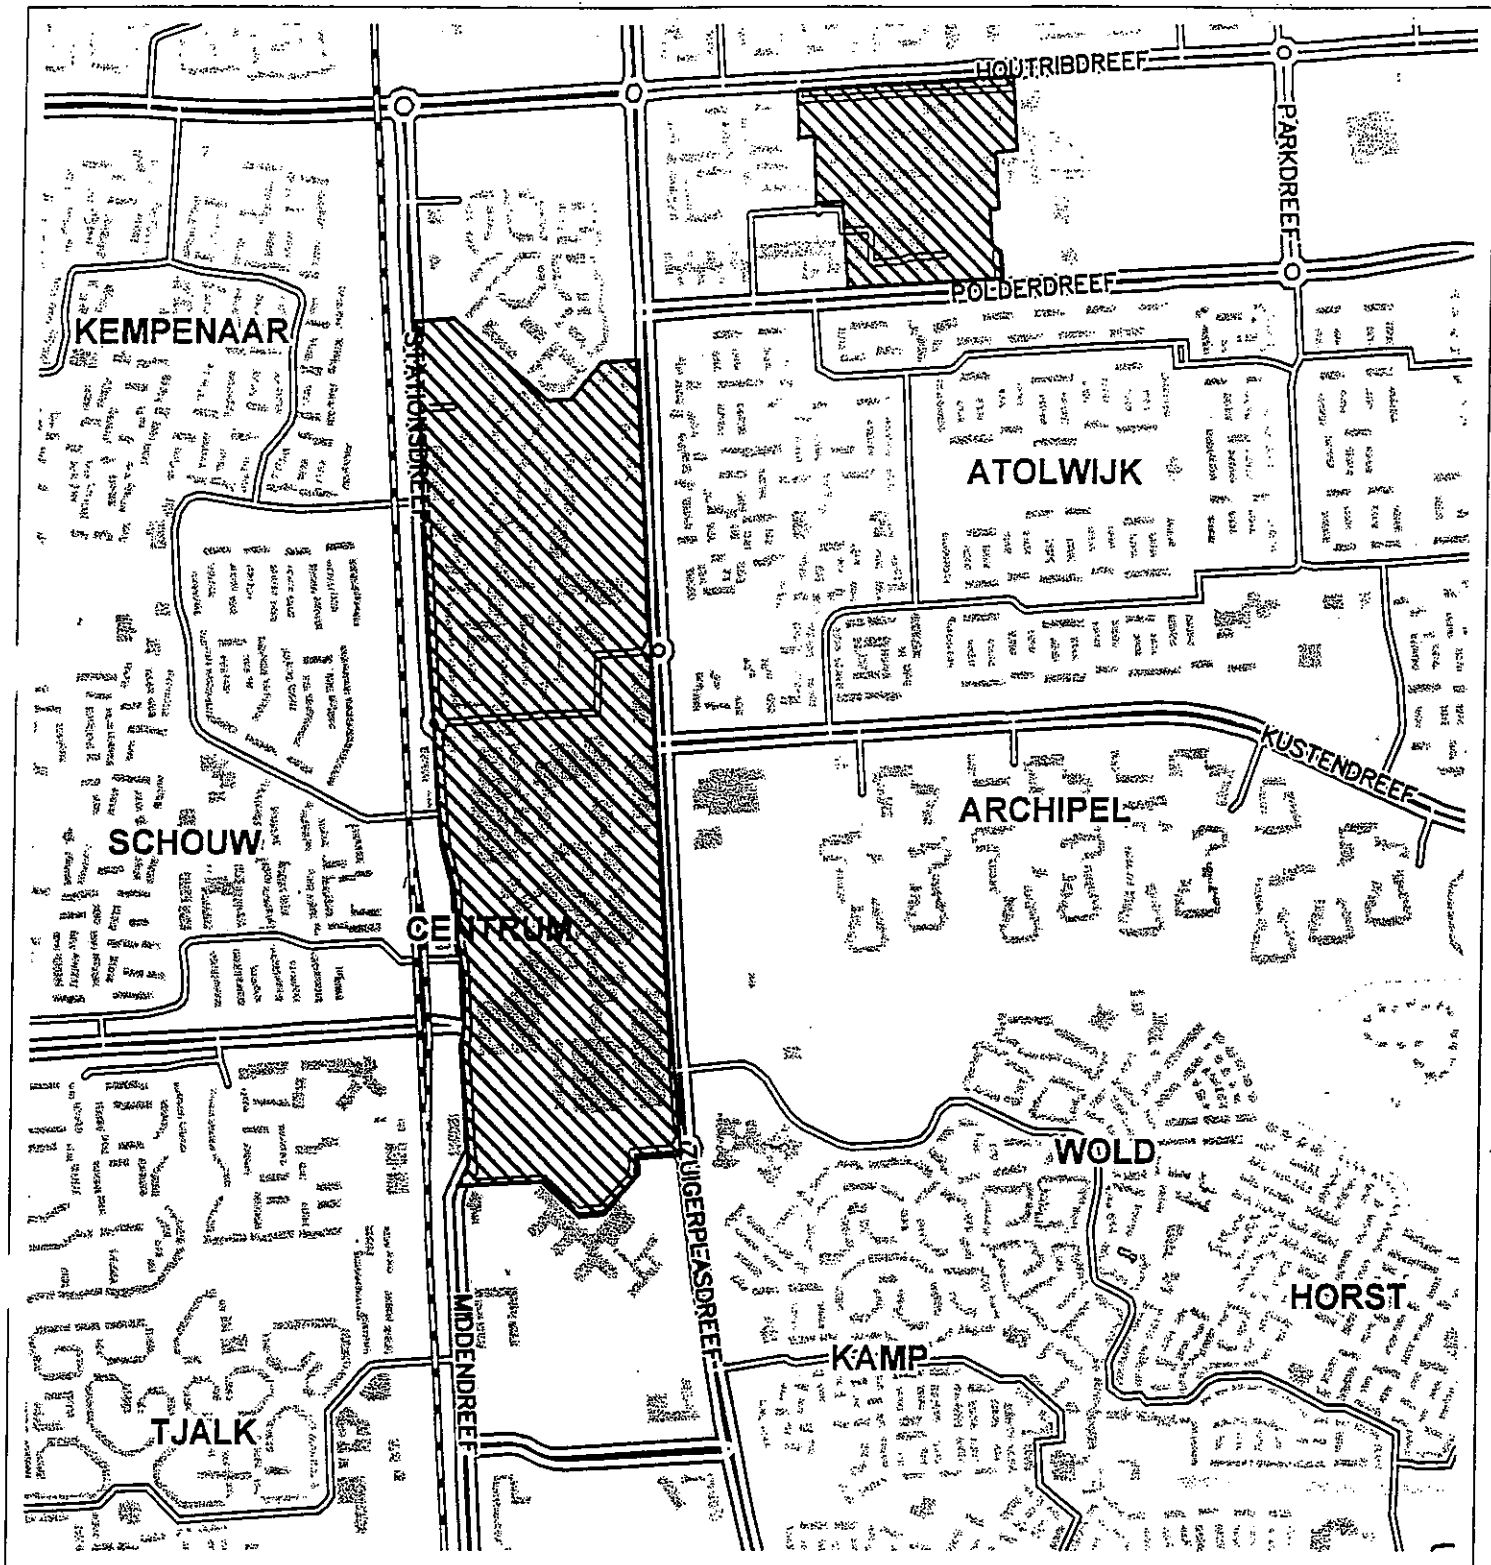 HOUTRIBDREEF
PARKDREEF
POLDERDREEF
KEMPENAAR
STATIONSDREEF
ATOLWIJK
KUSTENDREEF
ARCHIPEL
SCHOUW
CENTRUM
WOLD
ZUIGERPLASDREEF
HORST
MIDDENDREEF
KAMP
TJALK